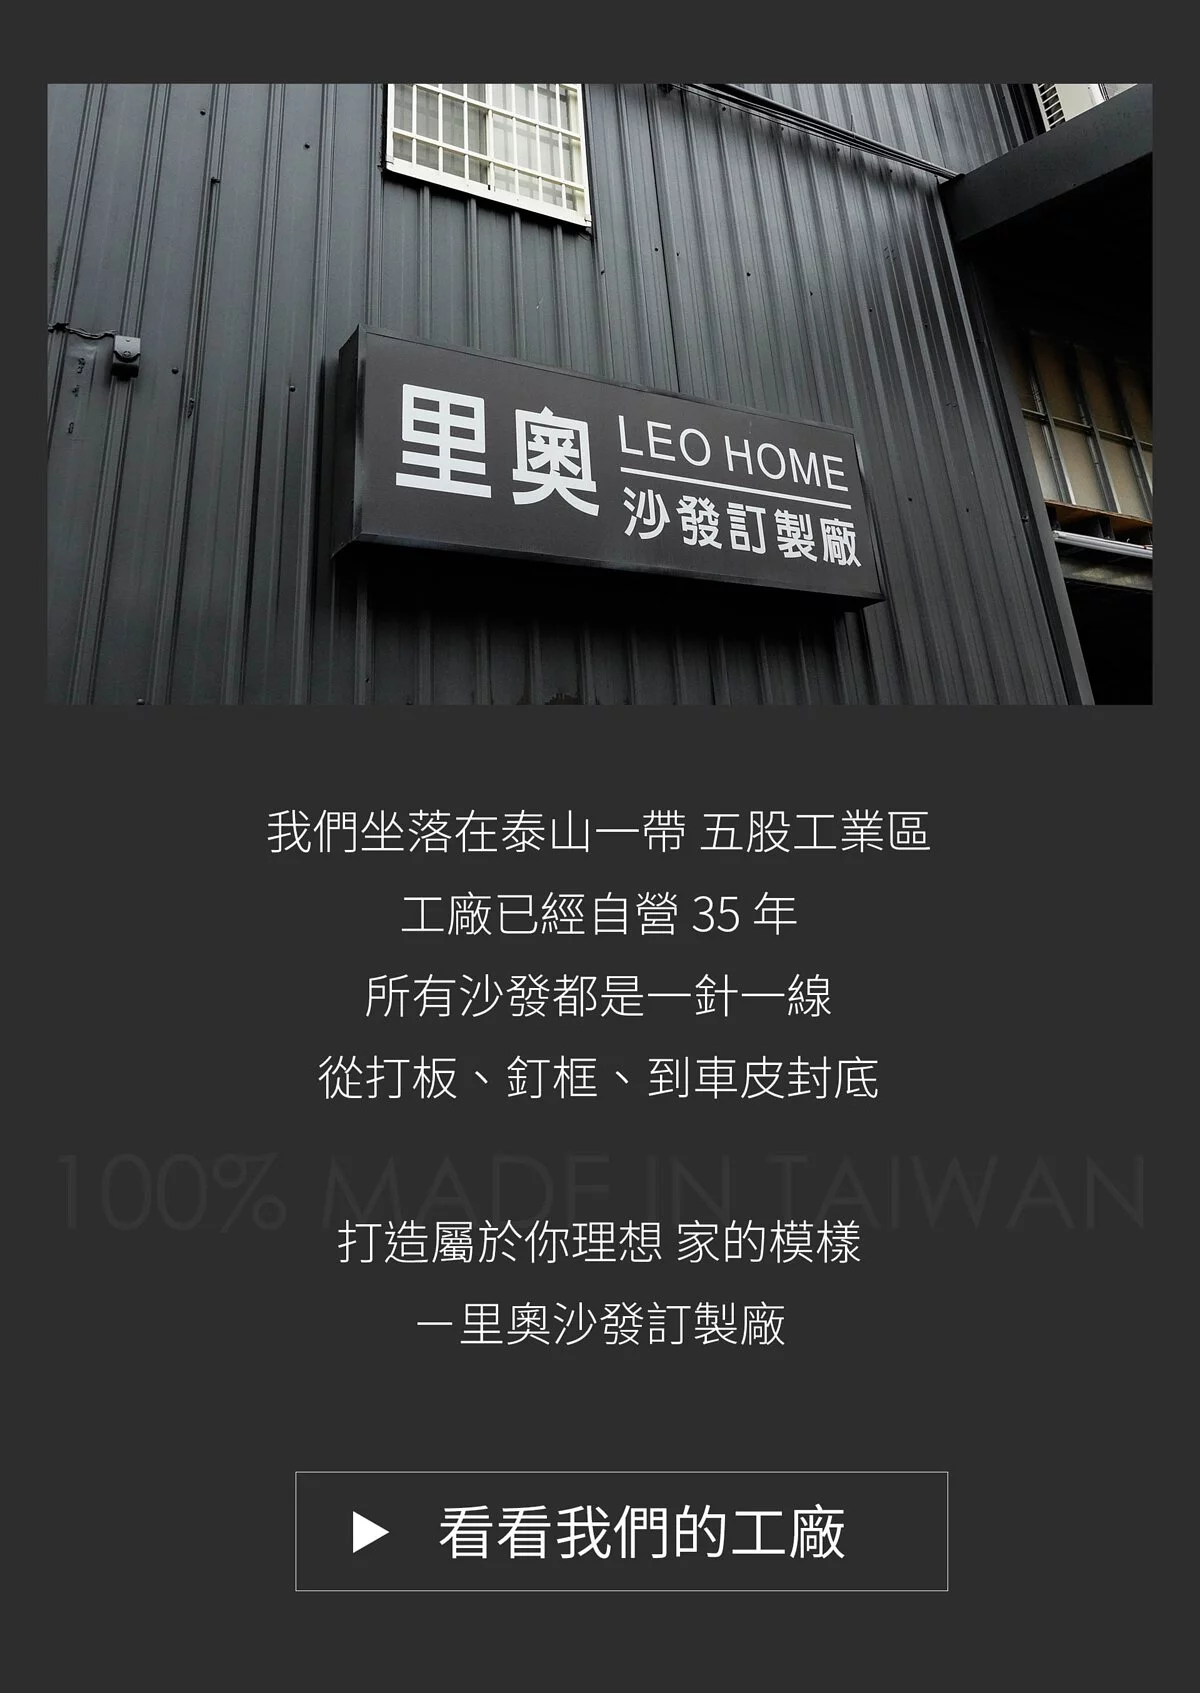 里奧
LEO HOME
沙發訂製廠
我們坐落在泰山一帶 五股工業區
工廠已經自營 35 年
所有沙發都是一針一線
從打板、釘框、到車皮封底
100% MADE IN TAIWAN
打造屬於你理想 家的模樣
－里奧沙發訂製廠
▶ 看看我們的工廠